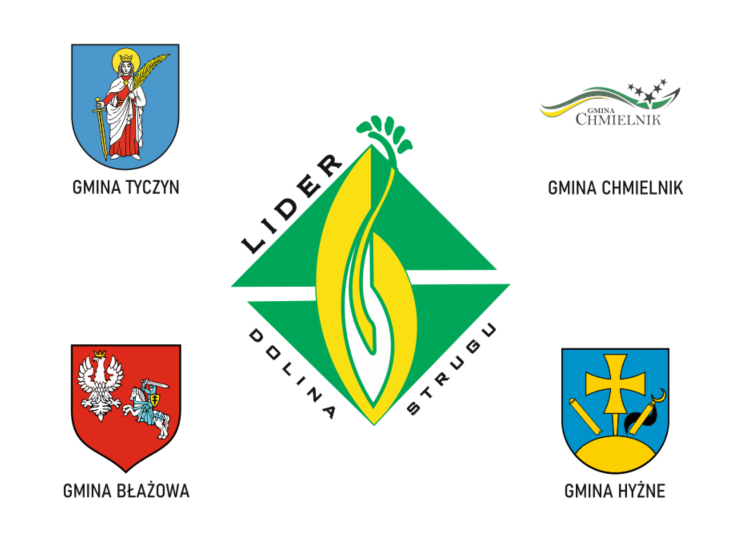 GMINA TYCZYN
GMINA
CHMIELNIK
GMINA CHMIELNIK
LIDER
DOLINA
STRUGU
GMINA BŁAŻOWA
GMINA HYŻNE